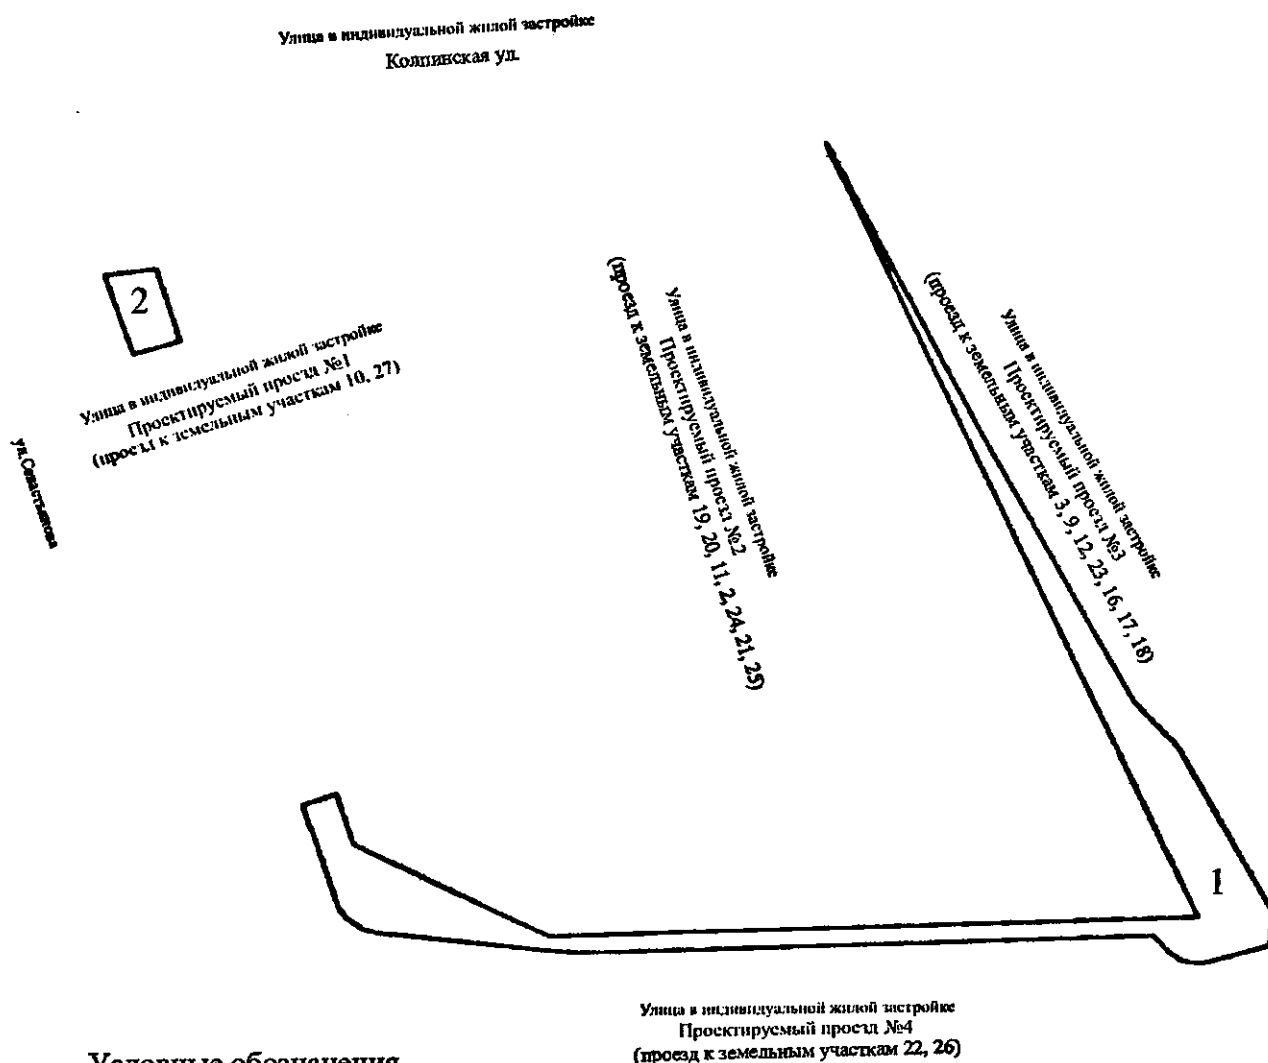 Улица в индивидуальной жилой застройке
Колпинская ул.
2
Улица в индивидуальной жилой застройке
Проектируемый проезд №1
(проезд к земельным участкам 10, 27)
ул.Севастьянова
Улица в индивидуальной жилой застройке
Проектируемый проезд №2
(проезд к земельным участкам 19, 20, 11, 2, 24, 21, 25)
Улица в индивидуальной жилой застройке
Проектируемый проезд №3
(проезд к земельным участкам 3, 9, 12, 23, 16, 17, 18)
1
Улица в индивидуальной жилой застройке
Проектируемый проезд №4
(проезд к земельным участкам 22, 26)
Условные обозначения